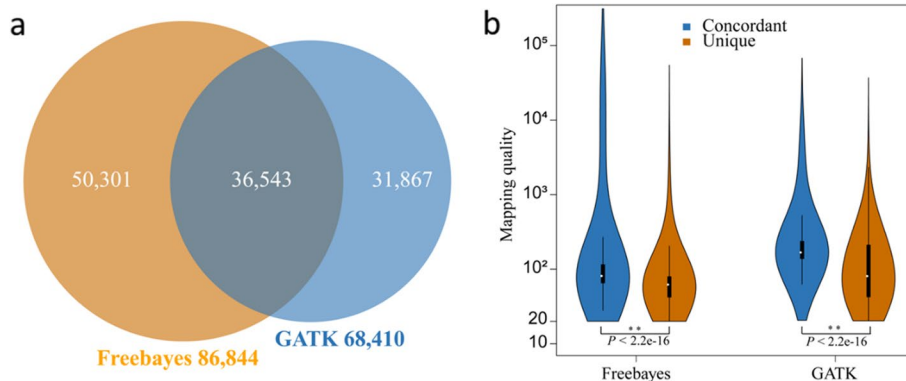 a
50,301
36,543
31,867
GATK 68,410
Freebayes 86,844
b
Concordant
Unique
Mapping quality
10⁵
10⁴
10³
10²
20
10
**
P < 2.2e-16
**
P < 2.2e-16
Freebayes
GATK